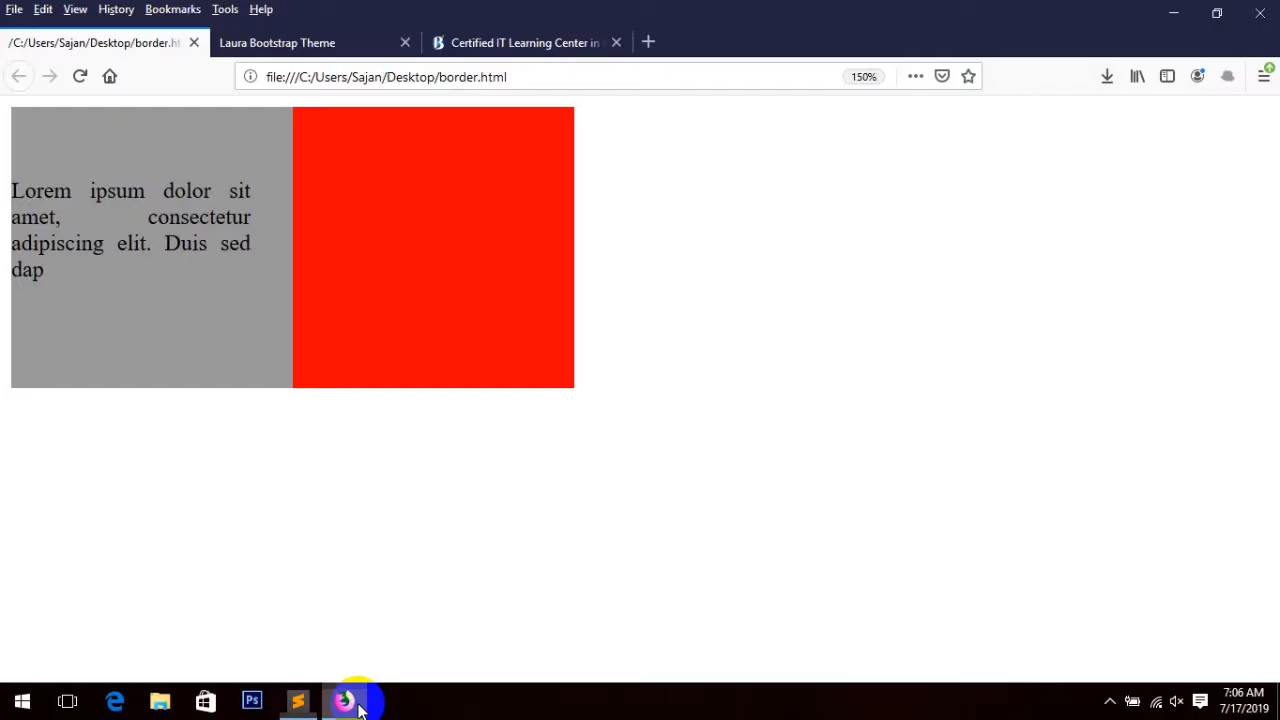 File Edit View History Bookmarks Tools Help
/C:/Users/Sajan/Desktop/border.ht
Laura Bootstrap Theme
Certified IT Learning Center in
file:///C:/Users/Sajan/Desktop/border.html
150%
Lorem ipsum dolor sit
amet, consectetur
adipiscing elit. Duis sed
dap
Ps
7:06 AM
7/17/2019